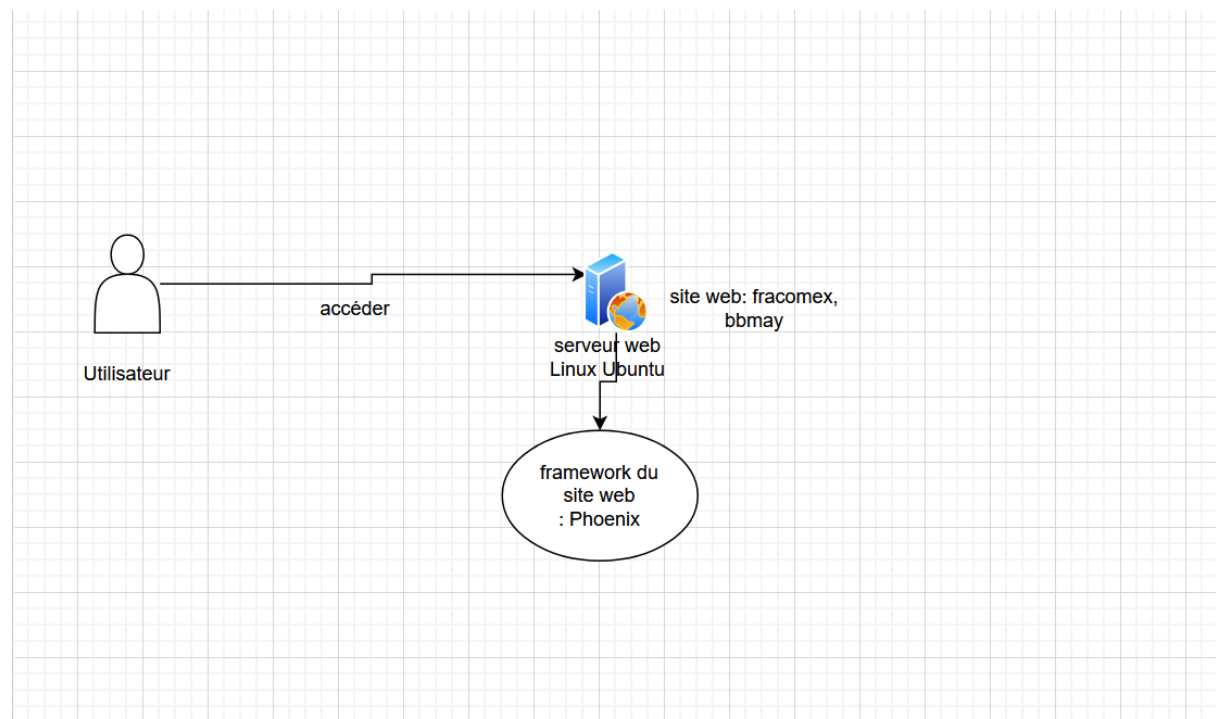 accéder
Utilisateur
serveur web
Linux Ubuntu
site web: fracomex,
bbmay
framework du
site web
: Phoenix